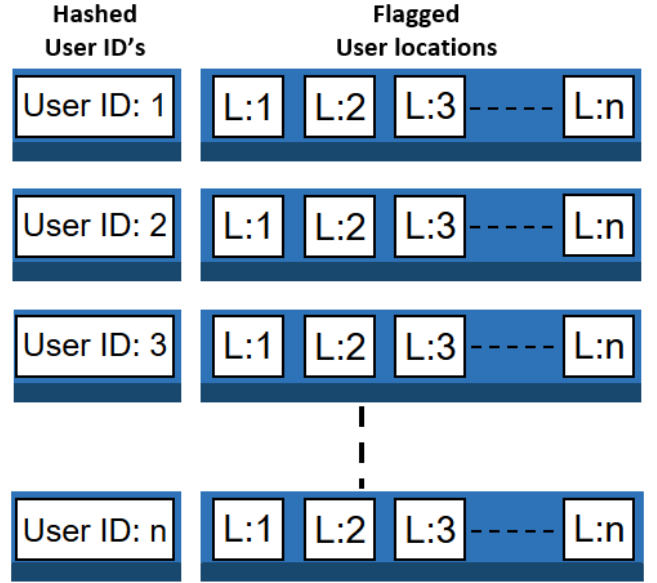 Hashed
User ID's
Flagged
User locations
User ID: 1
L:1 L:2 L:3 L:n
User ID: 2
L:1 L:2 L:3 L:n
User ID: 3
L:1 L:2 L:3 L:n
User ID: n
L:1 L:2 L:3 L:n